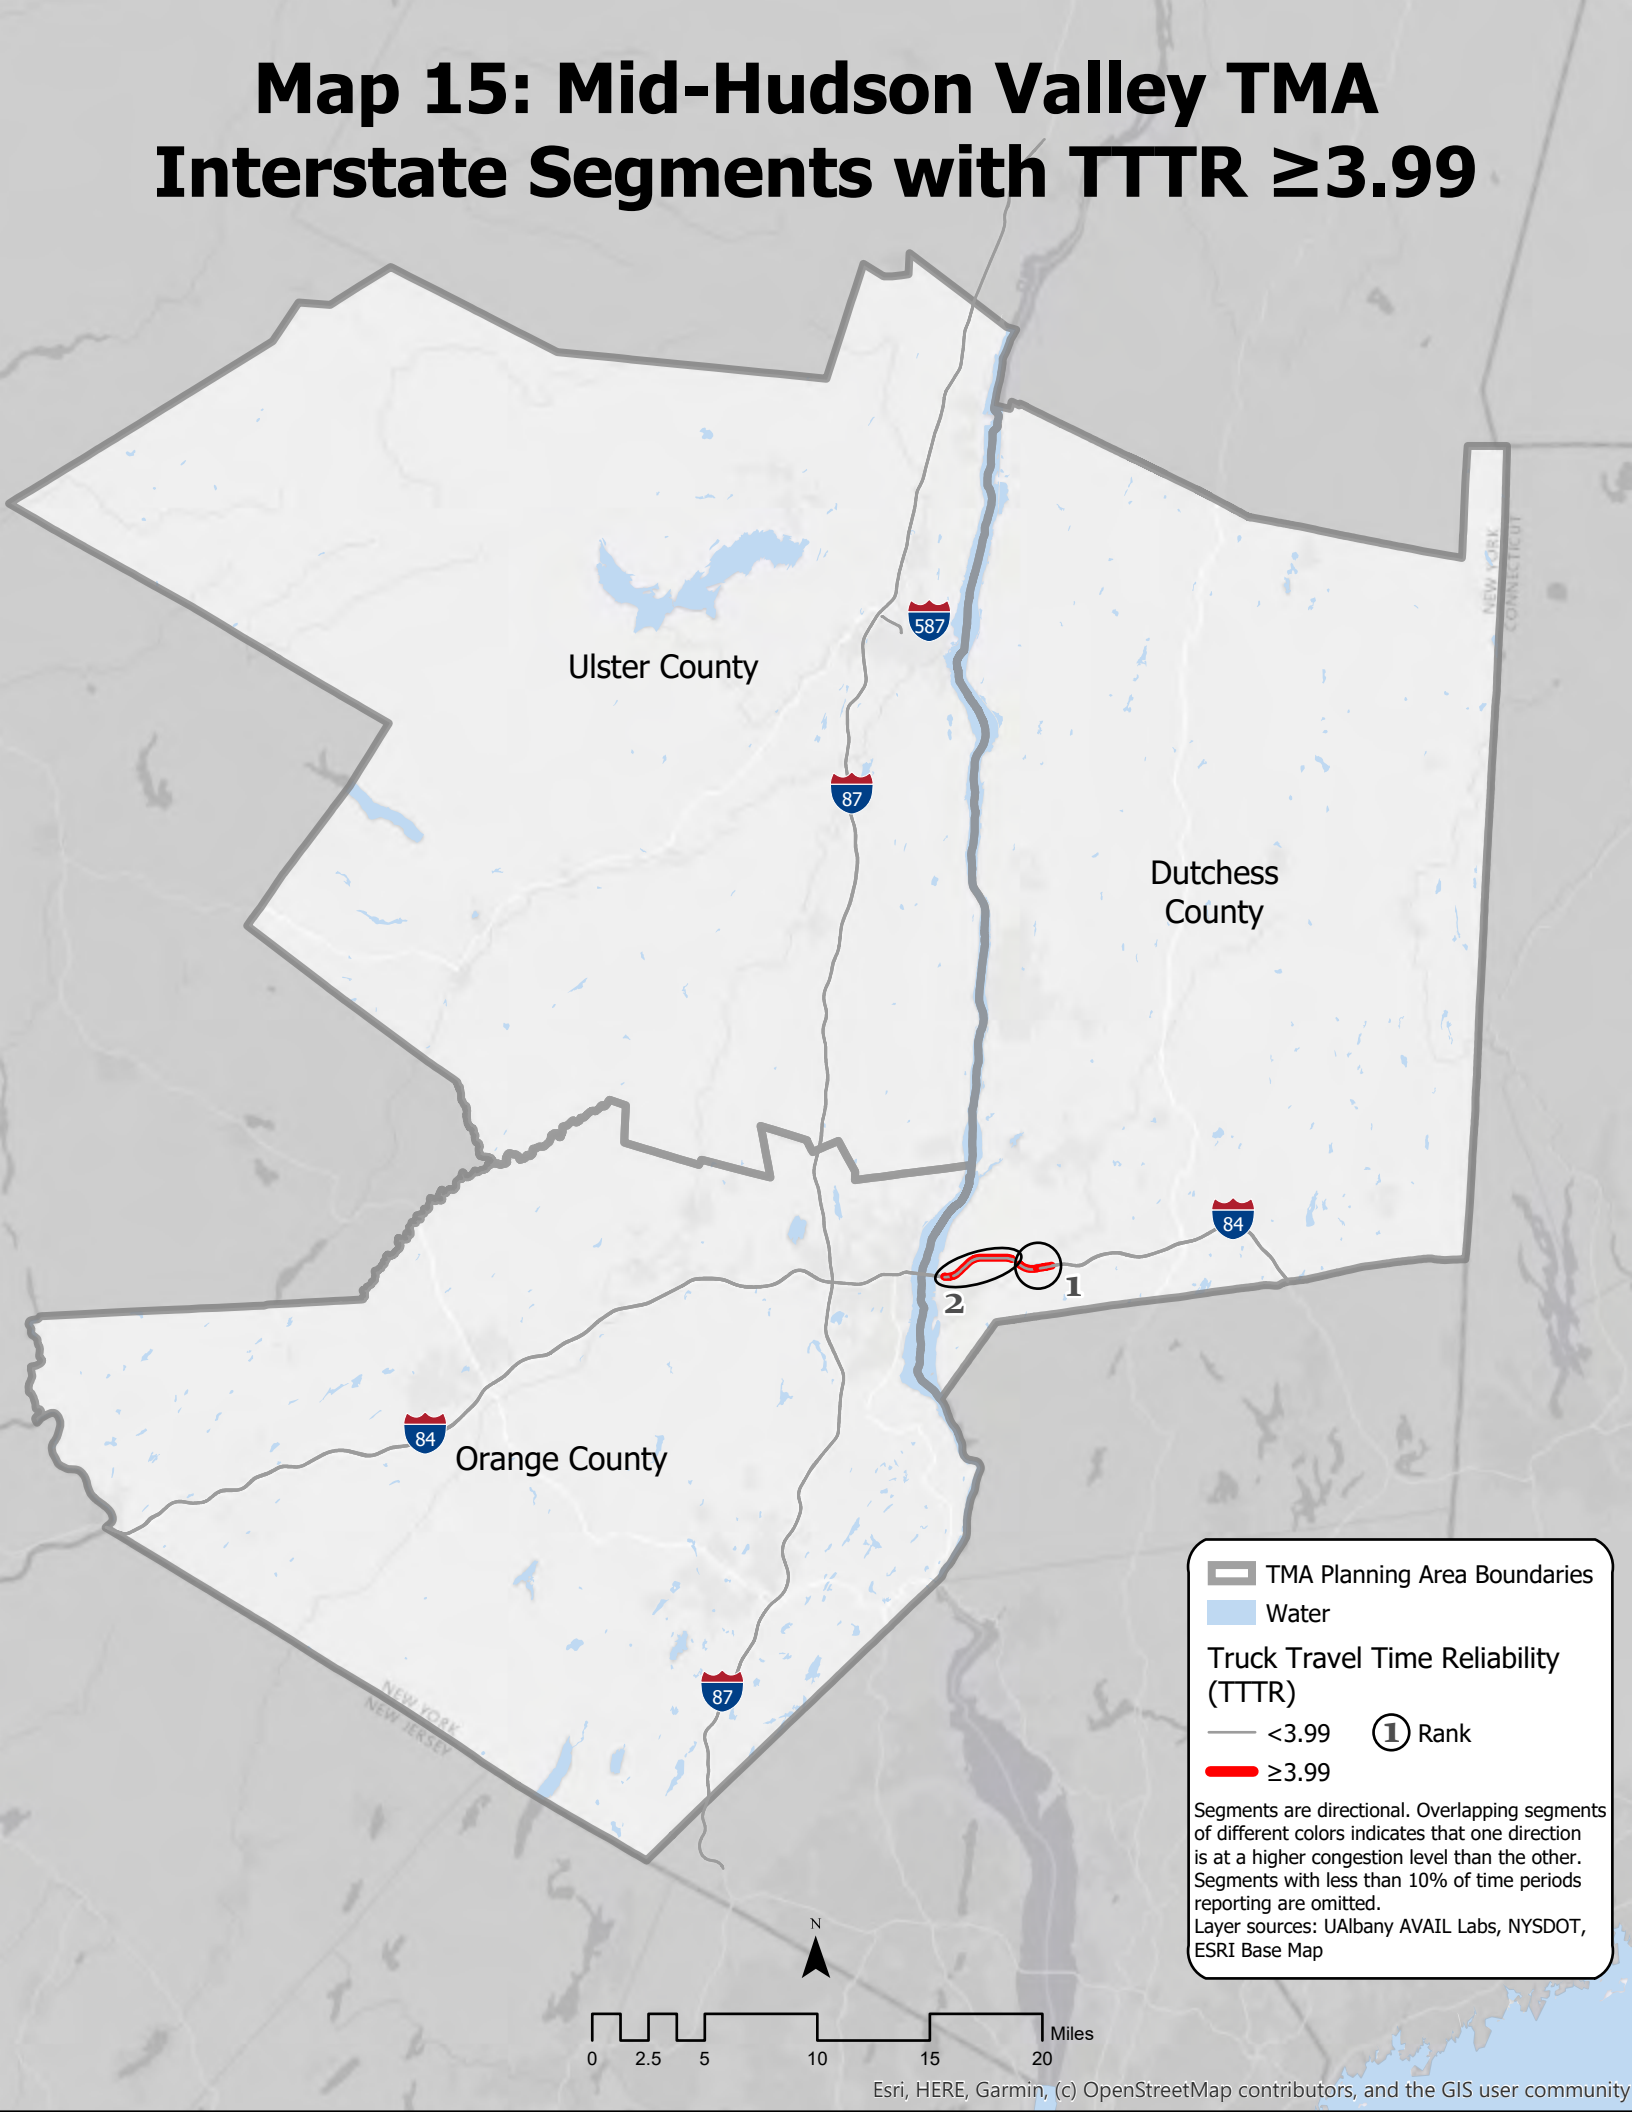 Map 15: Mid-Hudson Valley TMA
Interstate Segments with TTTR ≥3.99
NEW YORK
CONNECTICUT
587
Ulster County
87
Dutchess
County
84
1
2
84
Orange County
87
NEW YORK
NEW JERSEY
TMA Planning Area Boundaries
Water
Truck Travel Time Reliability
(TTTR)
<3.99
1 Rank
≥3.99
Segments are directional. Overlapping segments
of different colors indicates that one direction
is at a higher congestion level than the other.
Segments with less than 10% of time periods
reporting are omitted.
Layer sources: UAlbany AVAIL Labs, NYSDOT,
ESRI Base Map
N
Miles
0 2.5 5 10 15 20
Esri, HERE, Garmin, (c) OpenStreetMap contributors, and the GIS user community